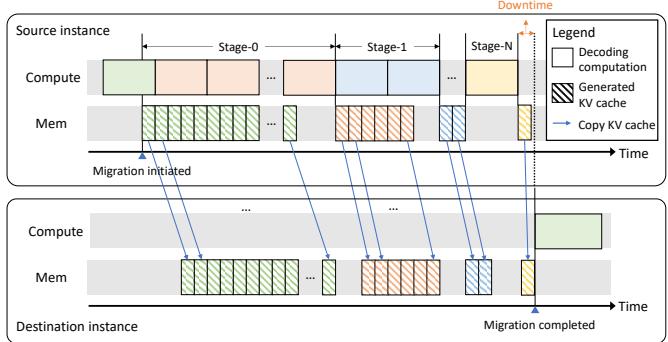 Downtime
Source instance
Stage-0
Stage-1
Stage-N
Legend
Decoding
computation
Generated
KV cache
Copy KV cache
Compute
...
...
Mem
...
Time
Migration initiated
...
...
Compute
Mem
...
Time
Destination instance
Migration completed